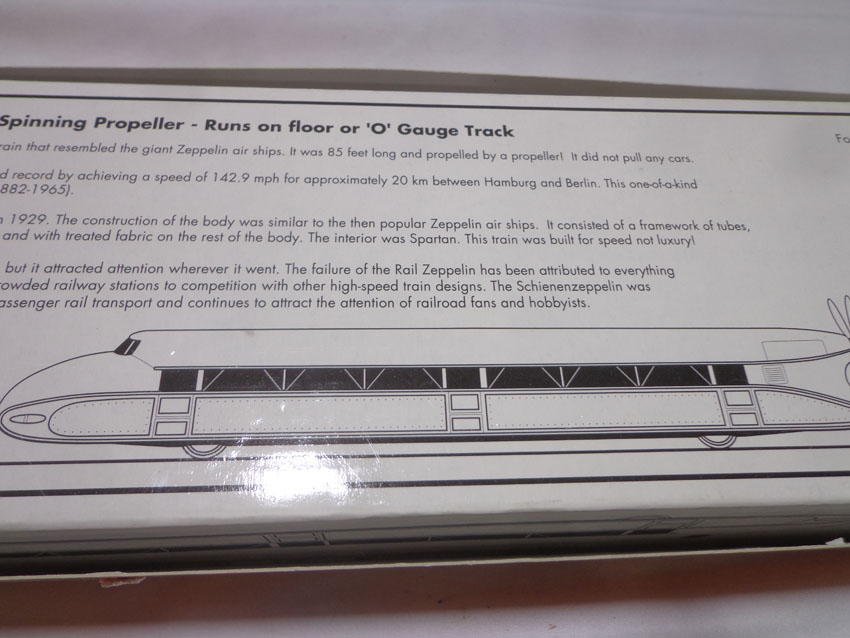 Spinning Propeller - Runs on floor or 'O' Gauge Track
that resembled the giant Zeppelin air ships. It was 85 feet long and propelled by a propeller! It did not pull any cars.
record by achieving a speed of 142.9 mph for approximately 20 km between Hamburg and Berlin. This one-of-a-kind
882-1965).
1929. The construction of the body was similar to the then popular Zeppelin air ships. It consisted of a framework of tubes,
and with treated fabric on the rest of the body. The interior was Spartan. This train was built for speed not luxury!
but it attracted attention wherever it went. The failure of the Rail Zeppelin has been attributed to everything
railway stations to competition with other high-speed train designs. The Schienenzeppelin was
rail transport and continues to attract the attention of railroad fans and hobbyists.